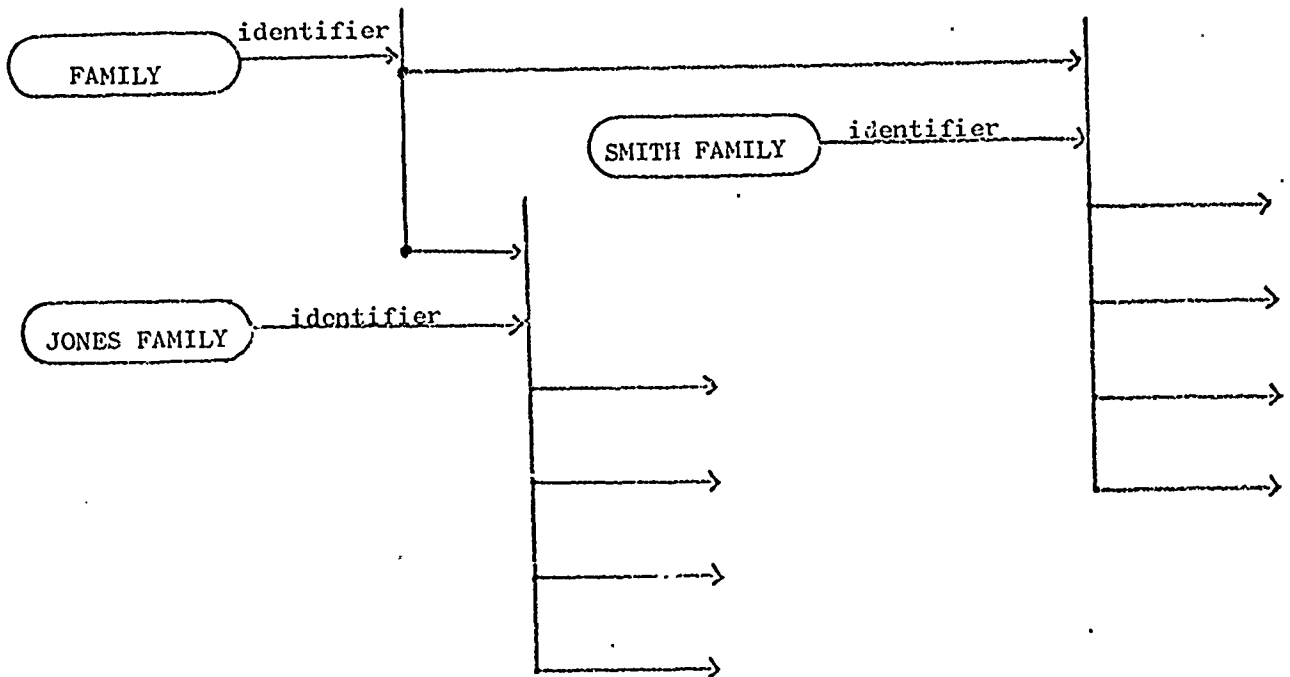 identifier
FAMILY
SMITH FAMILY
identifier
JONES FAMILY
identifier